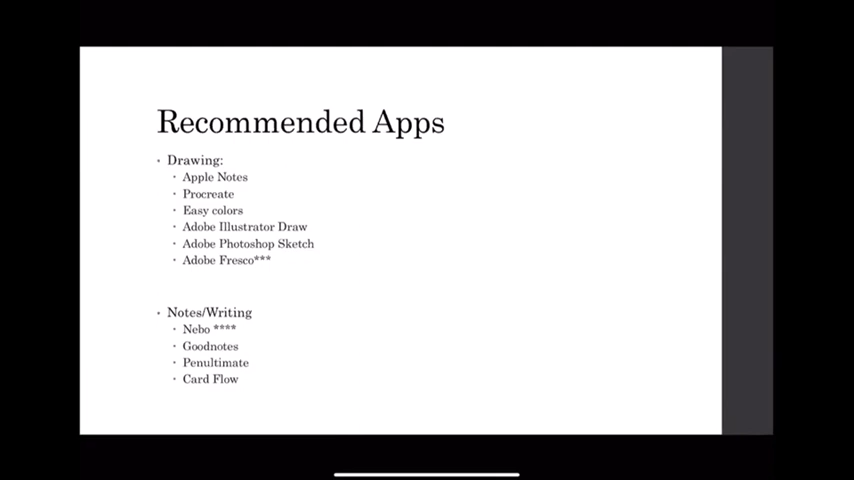 Recommended Apps
• Drawing:
• Apple Notes
• Procreate
• Easy colors
• Adobe Illustrator Draw
• Adobe Photoshop Sketch
• Adobe Fresco***
• Notes/Writing
• Nebo ****
• Goodnotes
• Penultimate
• Card Flow